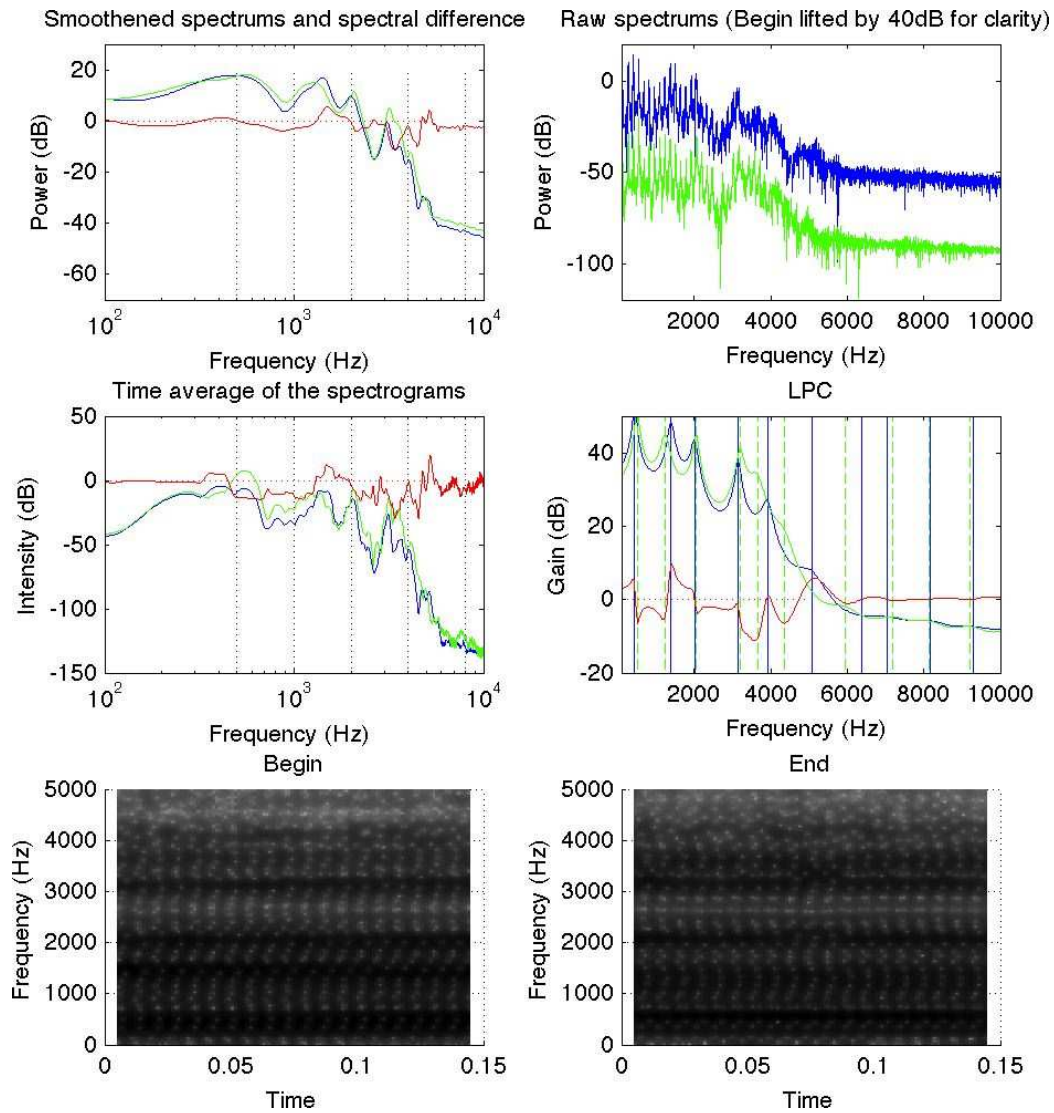 Smoothened spectrums and spectral difference
Power (dB)
20
0
-20
-40
-60
10^2
10^3
10^4
Frequency (Hz)
Raw spectrums (Begin lifted by 40dB for clarity)
Power (dB)
0
-50
-100
2000 4000 6000 8000 10000
Frequency (Hz)
Time average of the spectrograms
Intensity (dB)
50
0
-50
-100
-150
10^2
10^3
10^4
Frequency (Hz)
LPC
Gain (dB)
40
20
0
-20
2000 4000 6000 8000 10000
Frequency (Hz)
Begin
Frequency (Hz)
5000
4000
3000
2000
1000
0
0 0.05 0.1 0.15
Time
End
Frequency (Hz)
5000
4000
3000
2000
1000
0
0 0.05 0.1 0.15
Time